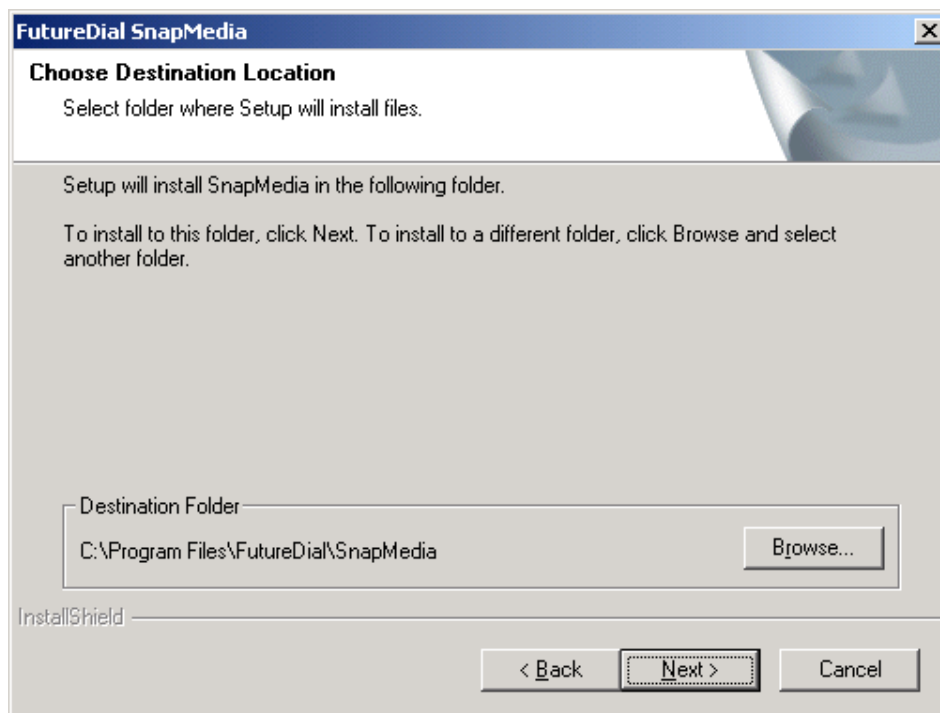 FutureDial SnapMedia
Choose Destination Location
Select folder where Setup will install files.
Setup will install SnapMedia in the following folder.
To install to this folder, click Next. To install to a different folder, click Browse and select
another folder.
Destination Folder
C:\Program Files\FutureDial\SnapMedia
Browse...
InstallShield
< Back
Next >
Cancel